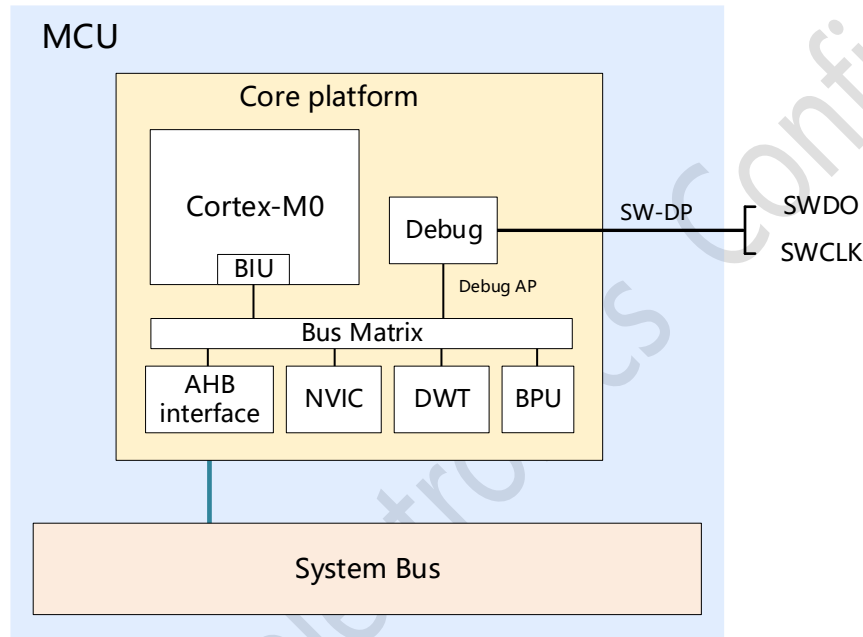 MCU
Core platform
Cortex-M0
BIU
Debug
SW-DP
SWDO
SWCLK
Debug AP
Bus Matrix
AHB
interface
NVIC
DWT
BPU
System Bus